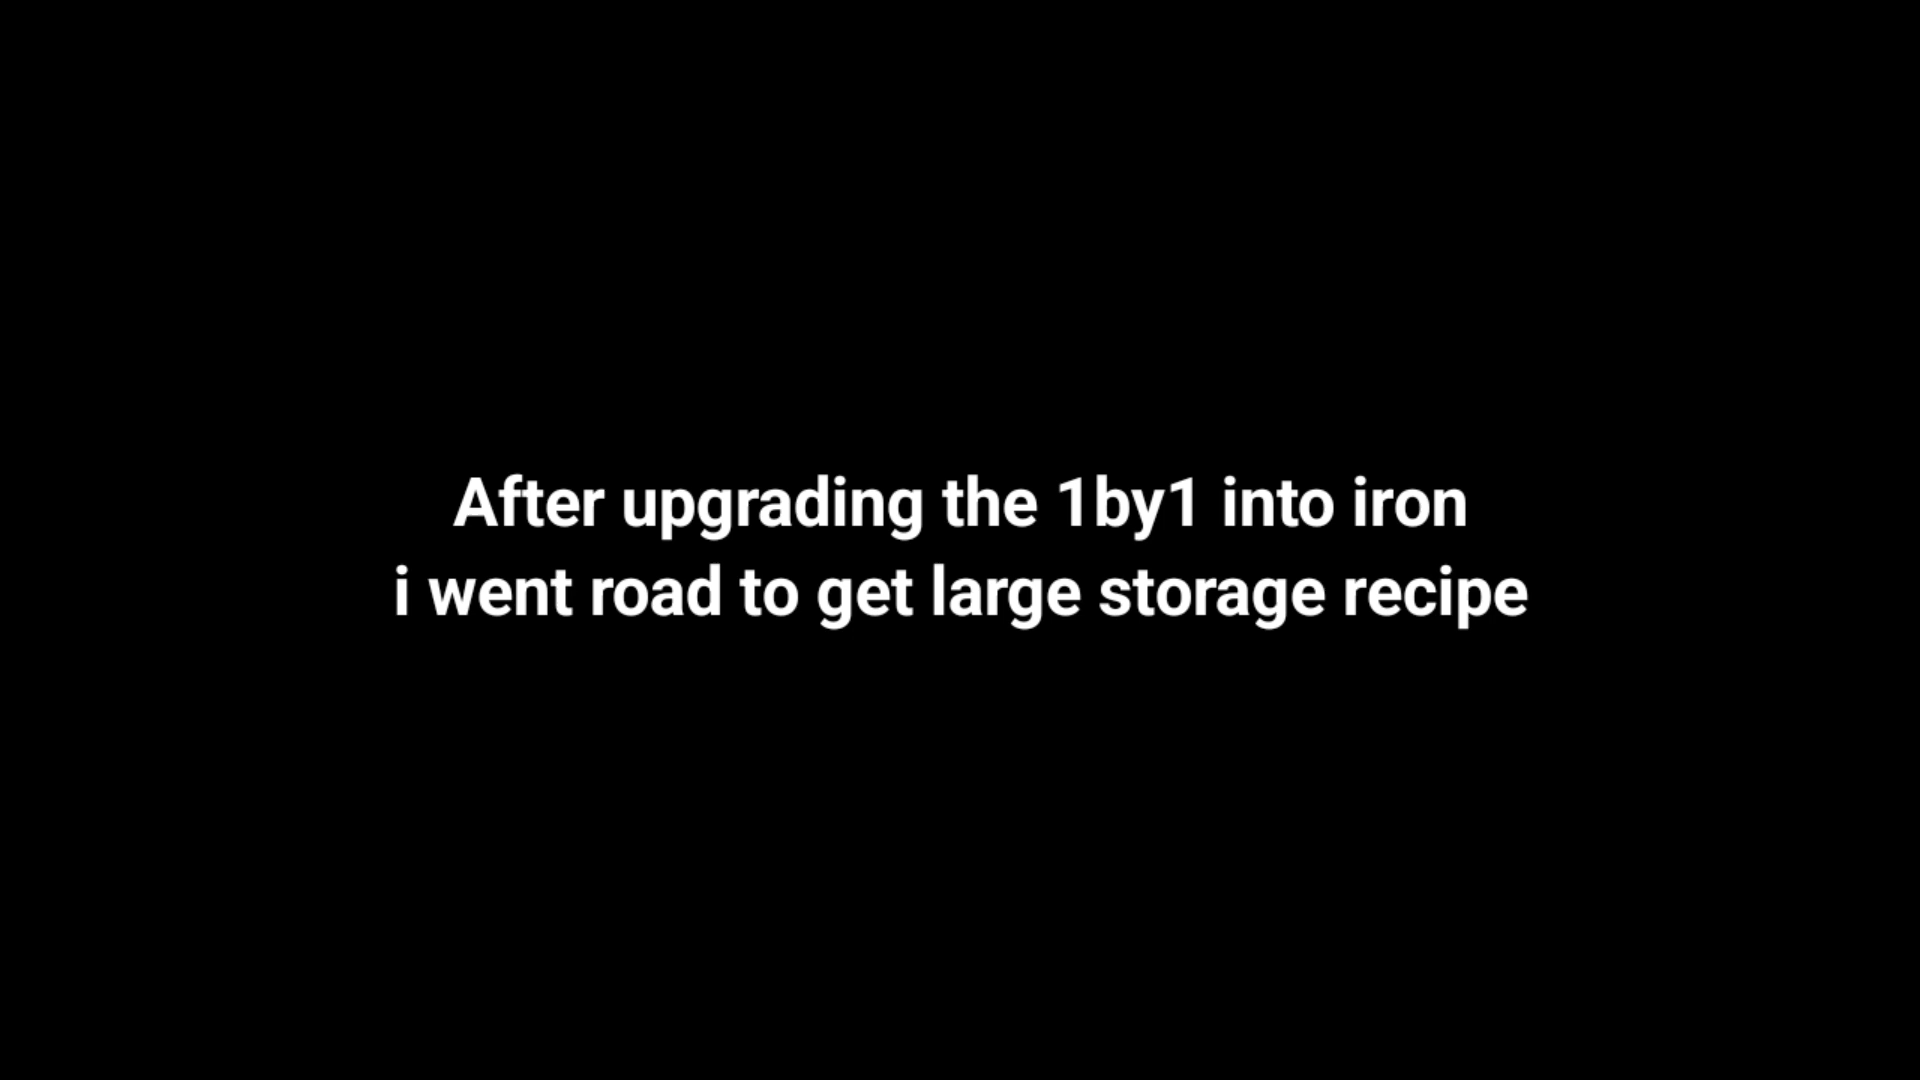 After upgrading the 1by1 into iron
i went road to get large storage recipe